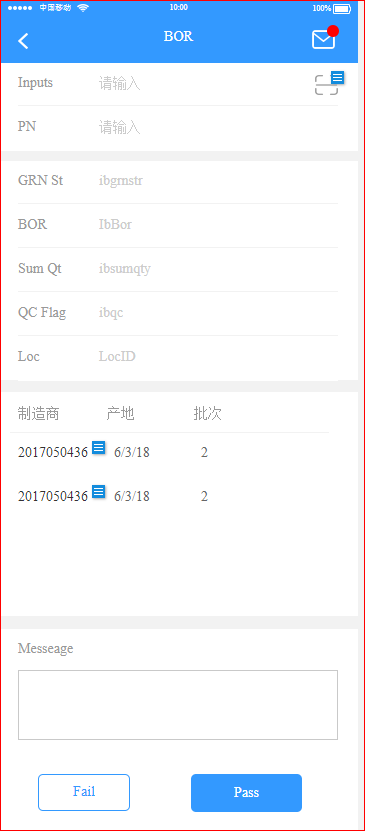 中国移动 10:00 100%
BOR
Inputs 请输入
PN 请输入
GRN St ibgrnstr
BOR IbBor
Sum Qt ibsumqty
QC Flag ibqc
Loc LocID
制造商 产地 批次
2017050436 6/3/18 2
2017050436 6/3/18 2
Messeage
Fail Pass